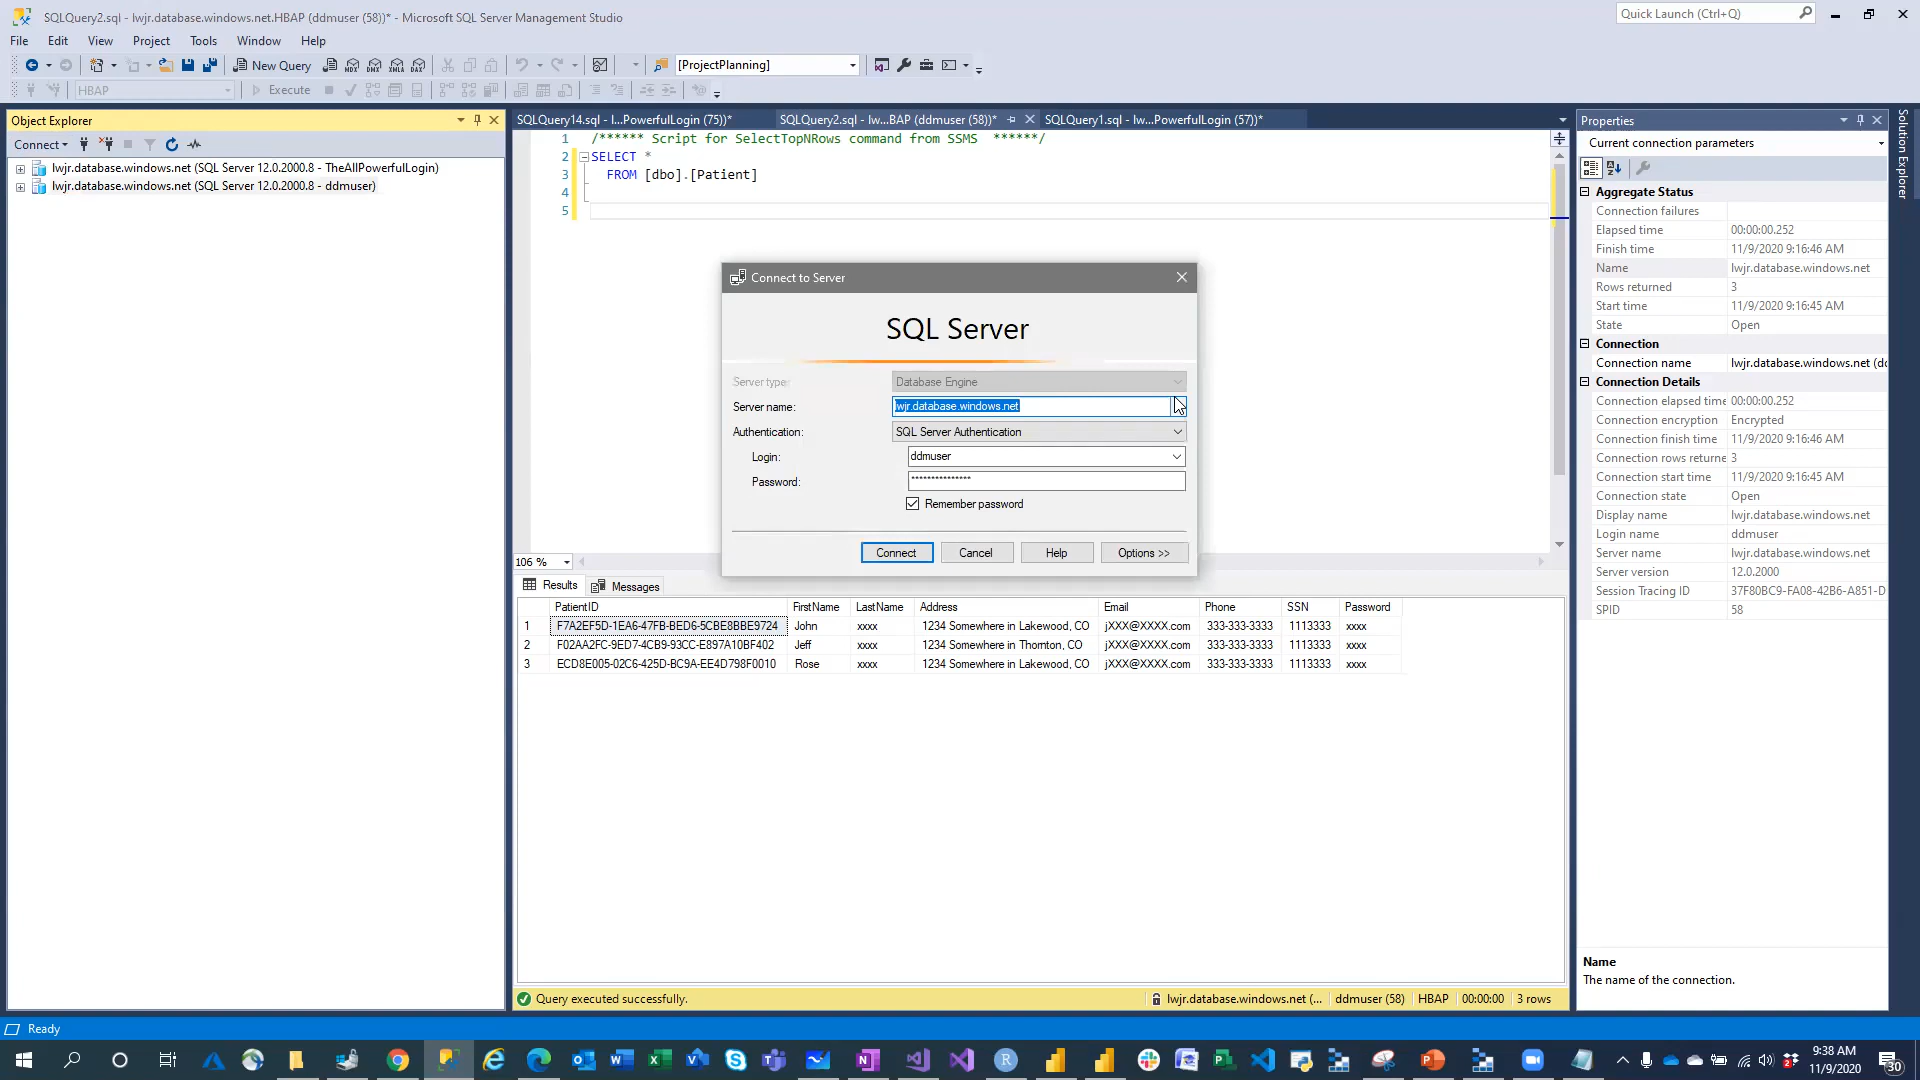 SQLQuery2.sql - lwjr.database.windows.net.HBAP (ddmuser (58))* - Microsoft SQL Server Management Studio
Quick Launch (Ctrl+Q)
File Edit View Project Tools Window Help
New Query
[ProjectPlanning]
HBAP
Execute
Object Explorer
Connect
lwjr.database.windows.net (SQL Server 12.0.2000.8 - TheAllPowerfulLogin)
lwjr.database.windows.net (SQL Server 12.0.2000.8 - ddmuser)
SQLQuery14.sql - l...PowerfulLogin (75))*
SQLQuery2.sql - lw...BAP (ddmuser (58))*
SQLQuery1.sql - lw...PowerfulLogin (57))*
1 /****** Script for SelectTopNRows command from SSMS ******/
2 SELECT *
3 FROM [dbo].[Patient]
4
5
Connect to Server
SQL Server
Server type: Database Engine
Server name: lwjr.database.windows.net
Authentication: SQL Server Authentication
Login: ddmuser
Password: ***************
Remember password
Connect Cancel Help Options >>
106 %
Results Messages
PatientID FirstName LastName Address Email Phone SSN Password
1 F7A2EF5D-1EA6-47FB-BED6-5CBE8BBE9724 John xxxx 1234 Somewhere in Lakewood, CO jXXX@XXXX.com 333-333-3333 1113333 xxxx
2 F02AA2FC-9ED7-4CB9-93CC-E897A10BF402 Jeff xxxx 1234 Somewhere in Thornton, CO jXXX@XXXX.com 333-333-3333 1113333 xxxx
3 ECD8E005-02C6-425D-BC9A-EE4D798F0010 Rose xxxx 1234 Somewhere in Lakewood, CO jXXX@XXXX.com 333-333-3333 1113333 xxxx
Query executed successfully.
lwjr.database.windows.net (... ddmuser (58) HBAP 00:00:00 3 rows
Properties
Current connection parameters
Aggregate Status
Connection failures
Elapsed time 00:00:00.252
Finish time 11/9/2020 9:16:46 AM
Name lwjr.database.windows.net
Rows returned 3
Start time 11/9/2020 9:16:45 AM
State Open
Connection
Connection name lwjr.database.windows.net (dd
Connection Details
Connection elapsed time 00:00:00.252
Connection encryption Encrypted
Connection finish time 11/9/2020 9:16:46 AM
Connection rows returne 3
Connection start time 11/9/2020 9:16:45 AM
Connection state Open
Display name lwjr.database.windows.net
Login name ddmuser
Server name lwjr.database.windows.net
Server version 12.0.2000
Session Tracing ID 37F80BC9-FA08-42B6-A851-D
SPID 58
Name
The name of the connection.
Solution Explorer
Ready
9:38 AM
11/9/2020
30